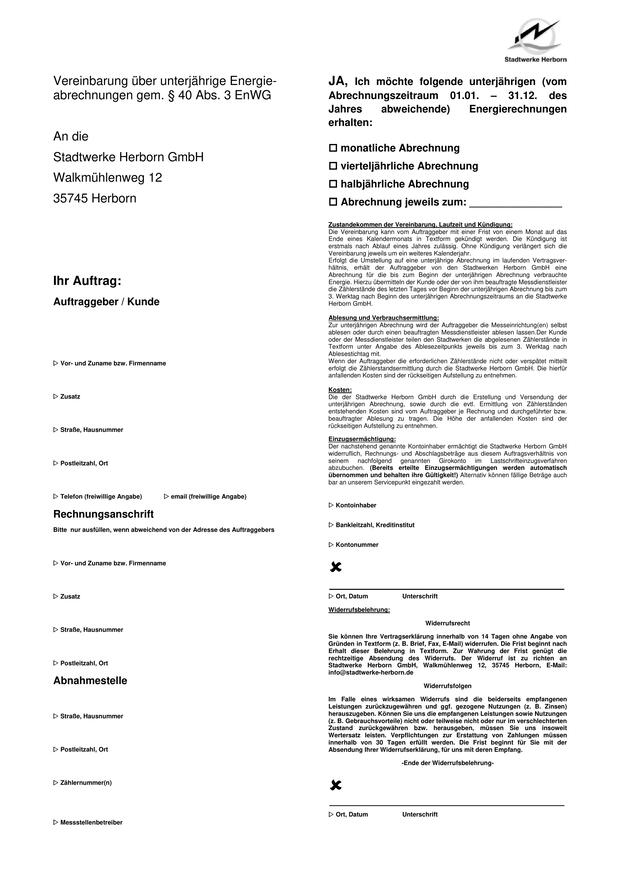 Stadtwerke Herborn
Vereinbarung über unterjährige Energie-
abrechnungen gem. § 40 Abs. 3 EnWG
An die
Stadtwerke Herborn GmbH
Walkmühlenweg 12
35745 Herborn
Ihr Auftrag:
Auftraggeber / Kunde
▷ Vor- und Zuname bzw. Firmenname
▷ Zusatz
▷ Straße, Hausnummer
▷ Postleitzahl, Ort
▷ Telefon (freiwillige Angabe) ▷ email (freiwillige Angabe)
Rechnungsanschrift
Bitte nur ausfüllen, wenn abweichend von der Adresse des Auftraggebers
▷ Vor- und Zuname bzw. Firmenname
▷ Zusatz
▷ Straße, Hausnummer
▷ Postleitzahl, Ort
Abnahmestelle
▷ Straße, Hausnummer
▷ Postleitzahl, Ort
▷ Zählernummer(n)
▷ Messstellenbetreiber
JA, Ich möchte folgende unterjährigen (vom
Abrechnungszeitraum 01.01. – 31.12. des
Jahres abweichende) Energierechnungen
erhalten:
☐ monatliche Abrechnung
☐ vierteljährliche Abrechnung
☐ halbjährliche Abrechnung
☐ Abrechnung jeweils zum: ________________
Zustandekommen der Vereinbarung, Laufzeit und Kündigung:
Die Vereinbarung kann vom Auftraggeber mit einer Frist von einem Monat auf das
Ende eines Kalendermonats in Textform gekündigt werden. Die Kündigung ist
erstmals nach Ablauf eines Jahres zulässig. Ohne Kündigung verlängert sich die
Vereinbarung jeweils um ein weiteres Kalenderjahr.
Erfolgt die Umstellung auf eine unterjährige Abrechnung im laufenden Vertragsver-
hältnis, erhält der Auftraggeber von den Stadtwerken Herborn GmbH eine
Abrechnung für die bis zum Beginn der unterjährigen Abrechnung verbrauchte
Energie. Hierzu übermitteln der Kunde oder der von ihm beauftragte Messdienstleister
die Zählerstände des letzten Tages vor Beginn der unterjährigen Abrechnung bis zum
3. Werktag nach Beginn des unterjährigen Abrechnungszeitraums an die Stadtwerke
Herborn GmbH.
Ablesung und Verbrauchsermittlung:
Zur unterjährigen Abrechnung wird der Auftraggeber die Messeinrichtung(en) selbst
ablesen oder durch einen beauftragten Messdienstleister ablesen lassen.Der Kunde
oder der Messdienstleister teilen den Stadtwerken die abgelesenen Zählerstände in
Textform unter Angabe des Ablesezeitpunkts jeweils bis zum 3. Werktag nach
Ablesestichtag mit.
Wenn der Auftraggeber die erforderlichen Zählerstände nicht oder verspätet mitteilt
erfolgt die Zählerstandsermittlung durch die Stadtwerke Herborn GmbH. Die hierfür
anfallenden Kosten sind der rückseitigen Aufstellung zu entnehmen.
Kosten:
Die der Stadtwerke Herborn GmbH durch die Erstellung und Versendung der
unterjährigen Abrechnung, sowie durch die evtl. Ermittlung von Zählerständen
entstehenden Kosten sind vom Auftraggeber je Rechnung und durchgeführter bzw.
beauftragter Ablesung zu tragen. Die Höhe der anfallenden Kosten sind der
rückseitigen Aufstellung zu entnehmen.
Einzugsermächtigung:
Der nachstehend genannte Kontoinhaber ermächtigt die Stadtwerke Herborn GmbH
widerruflich, Rechnungs- und Abschlagsbeträge aus diesem Auftragsverhältnis von
seinem nachfolgend genannten Girokonto im Lastschrifteinzugsverfahren
abzubuchen. (Bereits erteilte Einzugsermächtigungen werden automatisch
übernommen und behalten ihre Gültigkeit!) Alternativ können fällige Beträge auch
bar an unserem Servicepunkt eingezahlt werden.
▷ Kontoinhaber
▷ Bankleitzahl, Kreditinstitut
▷ Kontonummer
✘
▷ Ort, Datum Unterschrift
Widerrufsbelehrung:
Widerrufsrecht
Sie können Ihre Vertragserklärung innerhalb von 14 Tagen ohne Angabe von
Gründen in Textform (z. B. Brief, Fax, E-Mail) widerrufen. Die Frist beginnt nach
Erhalt dieser Belehrung in Textform. Zur Wahrung der Frist genügt die
rechtzeitige Absendung des Widerrufs. Der Widerruf ist zu richten an
Stadtwerke Herborn GmbH, Walkmühlenweg 12, 35745 Herborn, E-Mail:
info@stadtwerke-herborn.de
Widerrufsfolgen
Im Falle eines wirksamen Widerrufs sind die beiderseits empfangenen
Leistungen zurückzugewähren und ggf. gezogene Nutzungen (z. B. Zinsen)
herauszugeben. Können Sie uns die empfangenen Leistungen sowie Nutzungen
(z. B. Gebrauchsvorteile) nicht oder teilweise nicht oder nur im verschlechterten
Zustand zurückgewähren bzw. herausgeben, müssen Sie uns insoweit
Wertersatz leisten. Verpflichtungen zur Erstattung von Zahlungen müssen
innerhalb von 30 Tagen erfüllt werden. Die Frist beginnt für Sie mit der
Absendung Ihrer Widerrufserklärung, für uns mit deren Empfang.
-Ende der Widerrufsbelehrung-
✘
▷ Ort, Datum Unterschrift